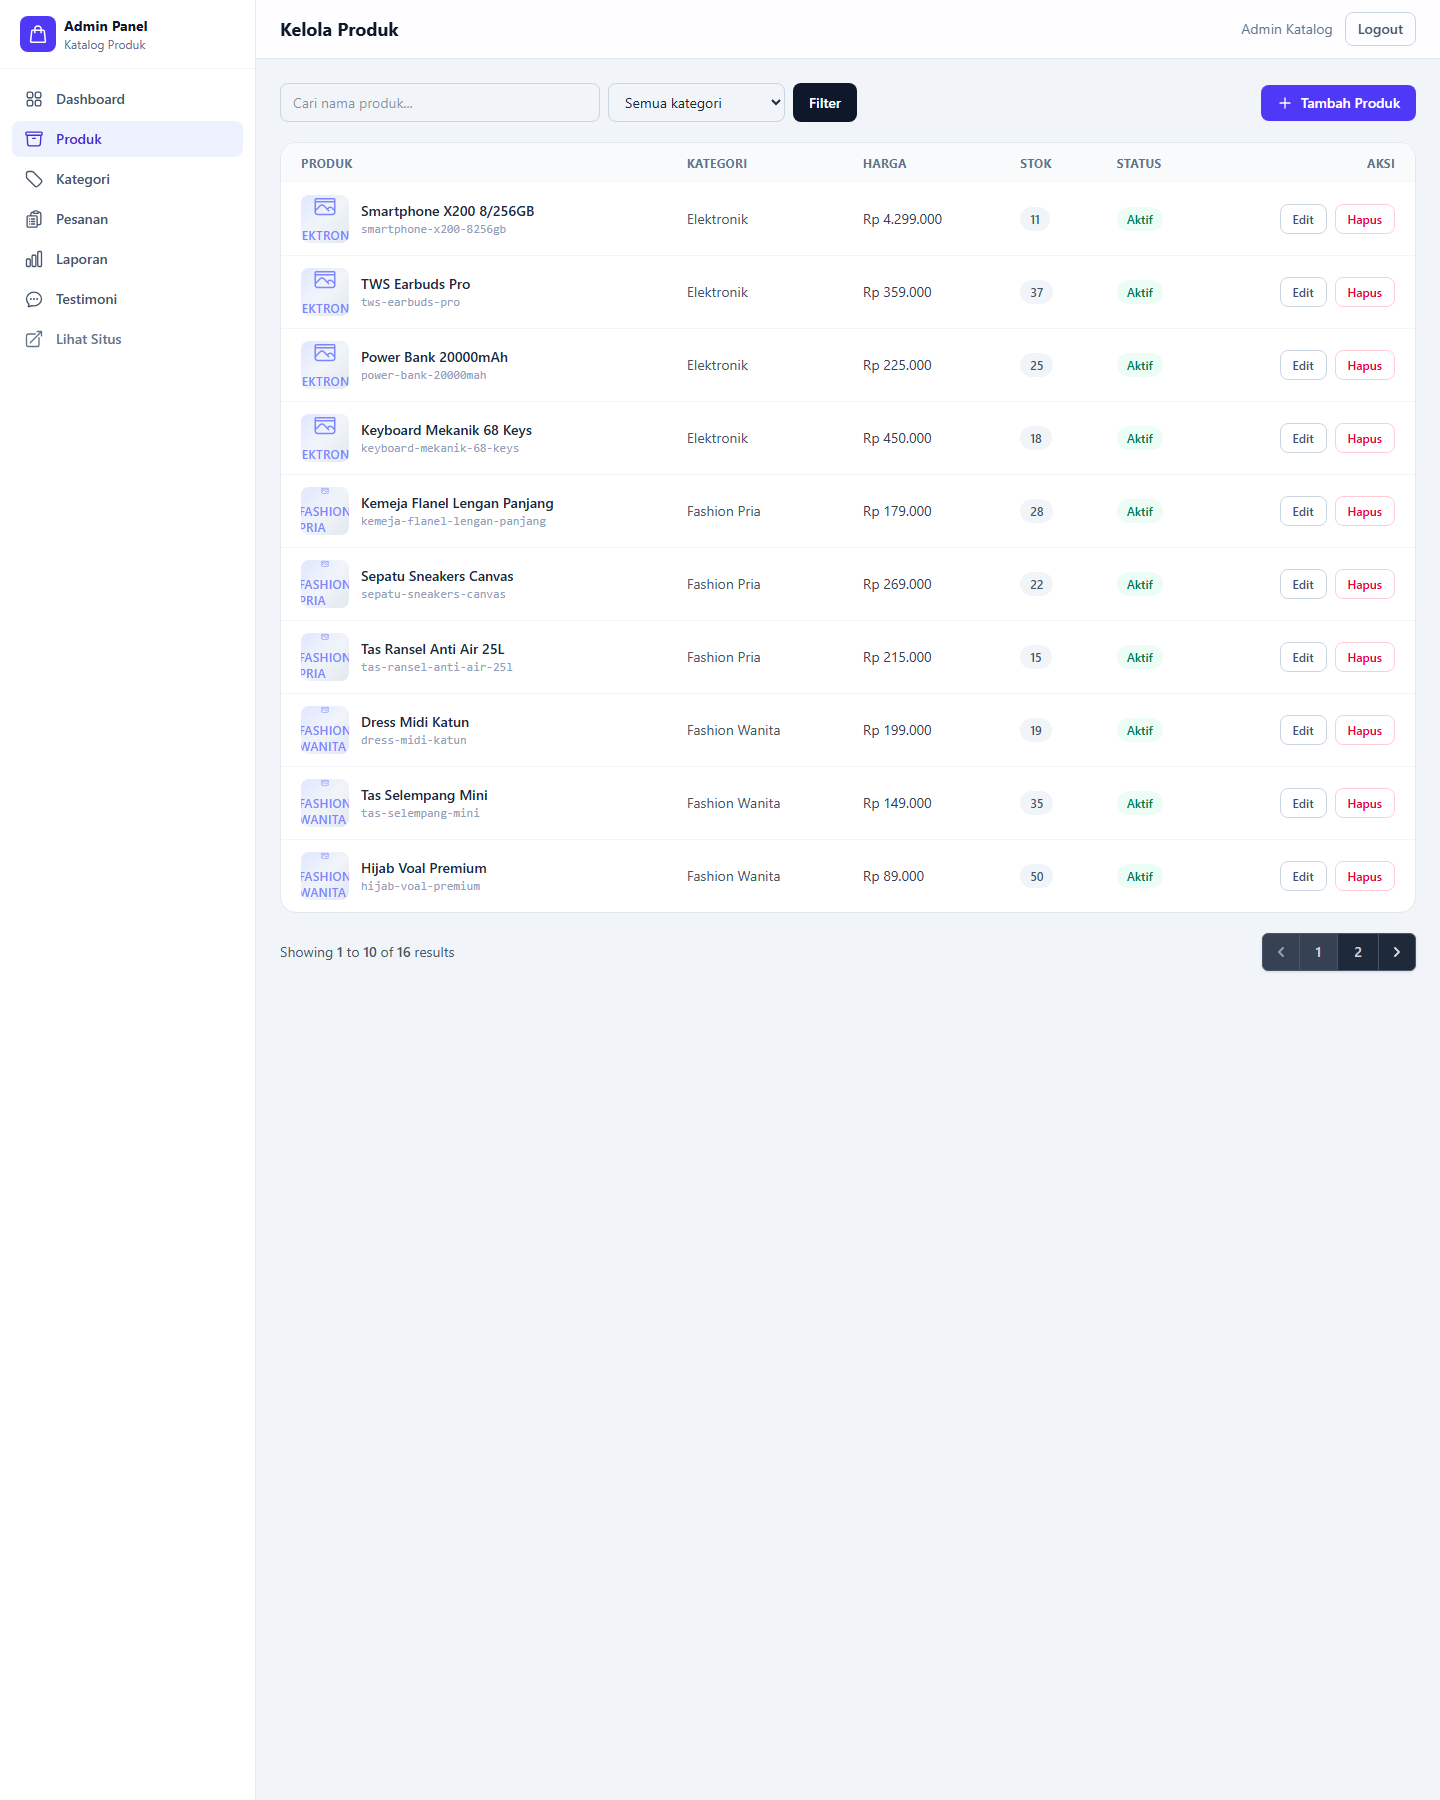 Admin Panel
Katalog Produk
Dashboard
Produk
Kategori
Pesanan
Laporan
Testimoni
Lihat Situs
Kelola Produk
Admin Katalog
Logout
Cari nama produk...
Semua kategori
Filter
Tambah Produk
PRODUK KATEGORI HARGA STOK STATUS AKSI
EKTRON
Smartphone X200 8/256GB
smartphone-x200-8256gb
Elektronik Rp 4.299.000 11 Aktif Edit Hapus
EKTRON
TWS Earbuds Pro
tws-earbuds-pro
Elektronik Rp 359.000 37 Aktif Edit Hapus
EKTRON
Power Bank 20000mAh
power-bank-20000mah
Elektronik Rp 225.000 25 Aktif Edit Hapus
EKTRON
Keyboard Mekanik 68 Keys
keyboard-mekanik-68-keys
Elektronik Rp 450.000 18 Aktif Edit Hapus
FASHION
PRIA
Kemeja Flanel Lengan Panjang
kemeja-flanel-lengan-panjang
Fashion Pria Rp 179.000 28 Aktif Edit Hapus
FASHION
PRIA
Sepatu Sneakers Canvas
sepatu-sneakers-canvas
Fashion Pria Rp 269.000 22 Aktif Edit Hapus
FASHION
PRIA
Tas Ransel Anti Air 25L
tas-ransel-anti-air-25l
Fashion Pria Rp 215.000 15 Aktif Edit Hapus
FASHION
WANITA
Dress Midi Katun
dress-midi-katun
Fashion Wanita Rp 199.000 19 Aktif Edit Hapus
FASHION
WANITA
Tas Selempang Mini
tas-selempang-mini
Fashion Wanita Rp 149.000 35 Aktif Edit Hapus
FASHION
WANITA
Hijab Voal Premium
hijab-voal-premium
Fashion Wanita Rp 89.000 50 Aktif Edit Hapus
Showing 1 to 10 of 16 results
1 2